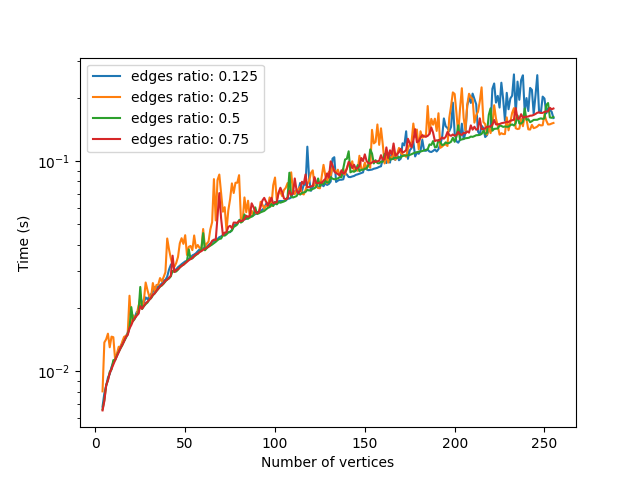 edges ratio: 0.125
edges ratio: 0.25
edges ratio: 0.5
edges ratio: 0.75
10⁻¹
10⁻²
Time (s)
0 50 100 150 200 250
Number of vertices